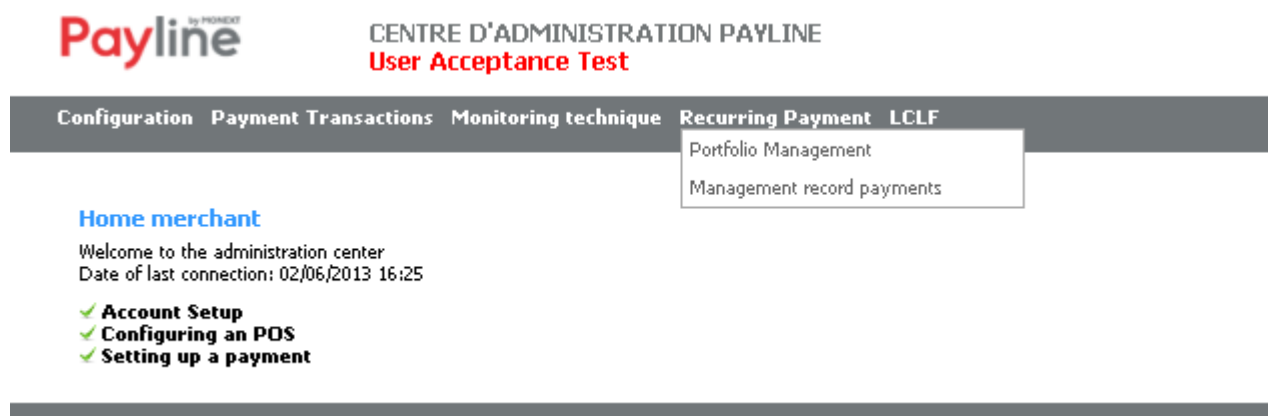 by MONEXT
Payline
CENTRE D'ADMINISTRATION PAYLINE
User Acceptance Test
Configuration Payment Transactions Monitoring technique Recurring Payment LCLF
Portfolio Management
Management record payments
Home merchant
Welcome to the administration center
Date of last connection: 02/06/2013 16:25
Account Setup
Configuring an POS
Setting up a payment